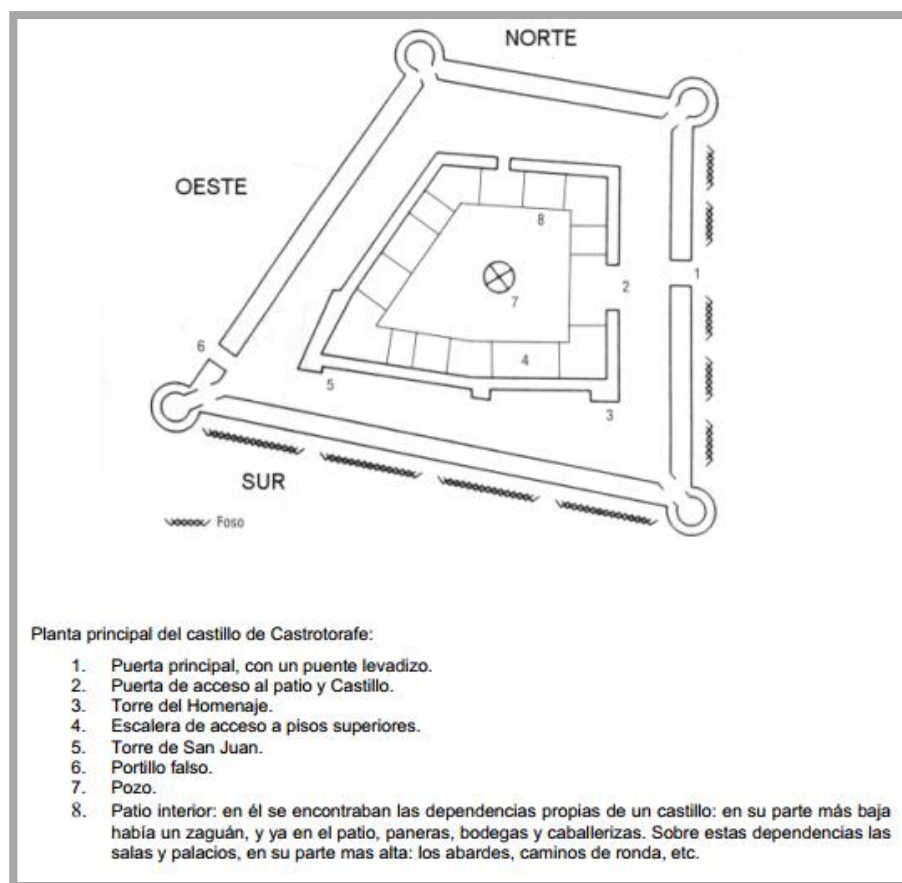 NORTE
OESTE
8
1
2
7
6
4
5
3
SUR
Foso
Planta principal del castillo de Castrotorafe:
1. Puerta principal, con un puente levadizo.
2. Puerta de acceso al patio y Castillo.
3. Torre del Homenaje.
4. Escalera de acceso a pisos superiores.
5. Torre de San Juan.
6. Portillo falso.
7. Pozo.
8. Patio interior: en él se encontraban las dependencias propias de un castillo: en su parte más baja
había un zaguán, y ya en el patio, paneras, bodegas y caballerizas. Sobre estas dependencias las
salas y palacios, en su parte mas alta: los abardes, caminos de ronda, etc.